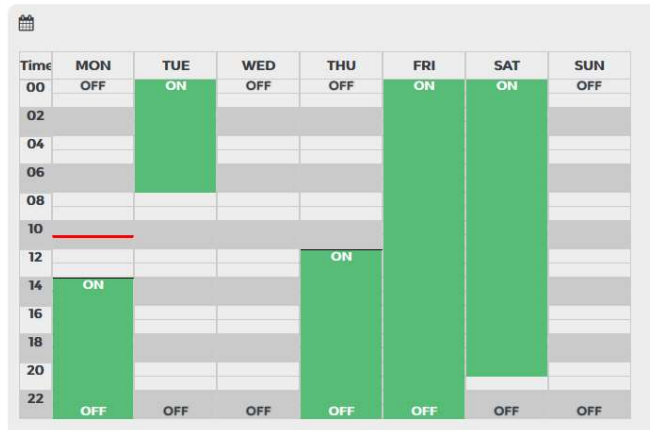 Time MON TUE WED THU FRI SAT SUN
00 OFF ON OFF OFF ON ON OFF
02
04
06
08
10
12 ON
14 ON
16
18
20
22
OFF OFF OFF OFF OFF OFF OFF